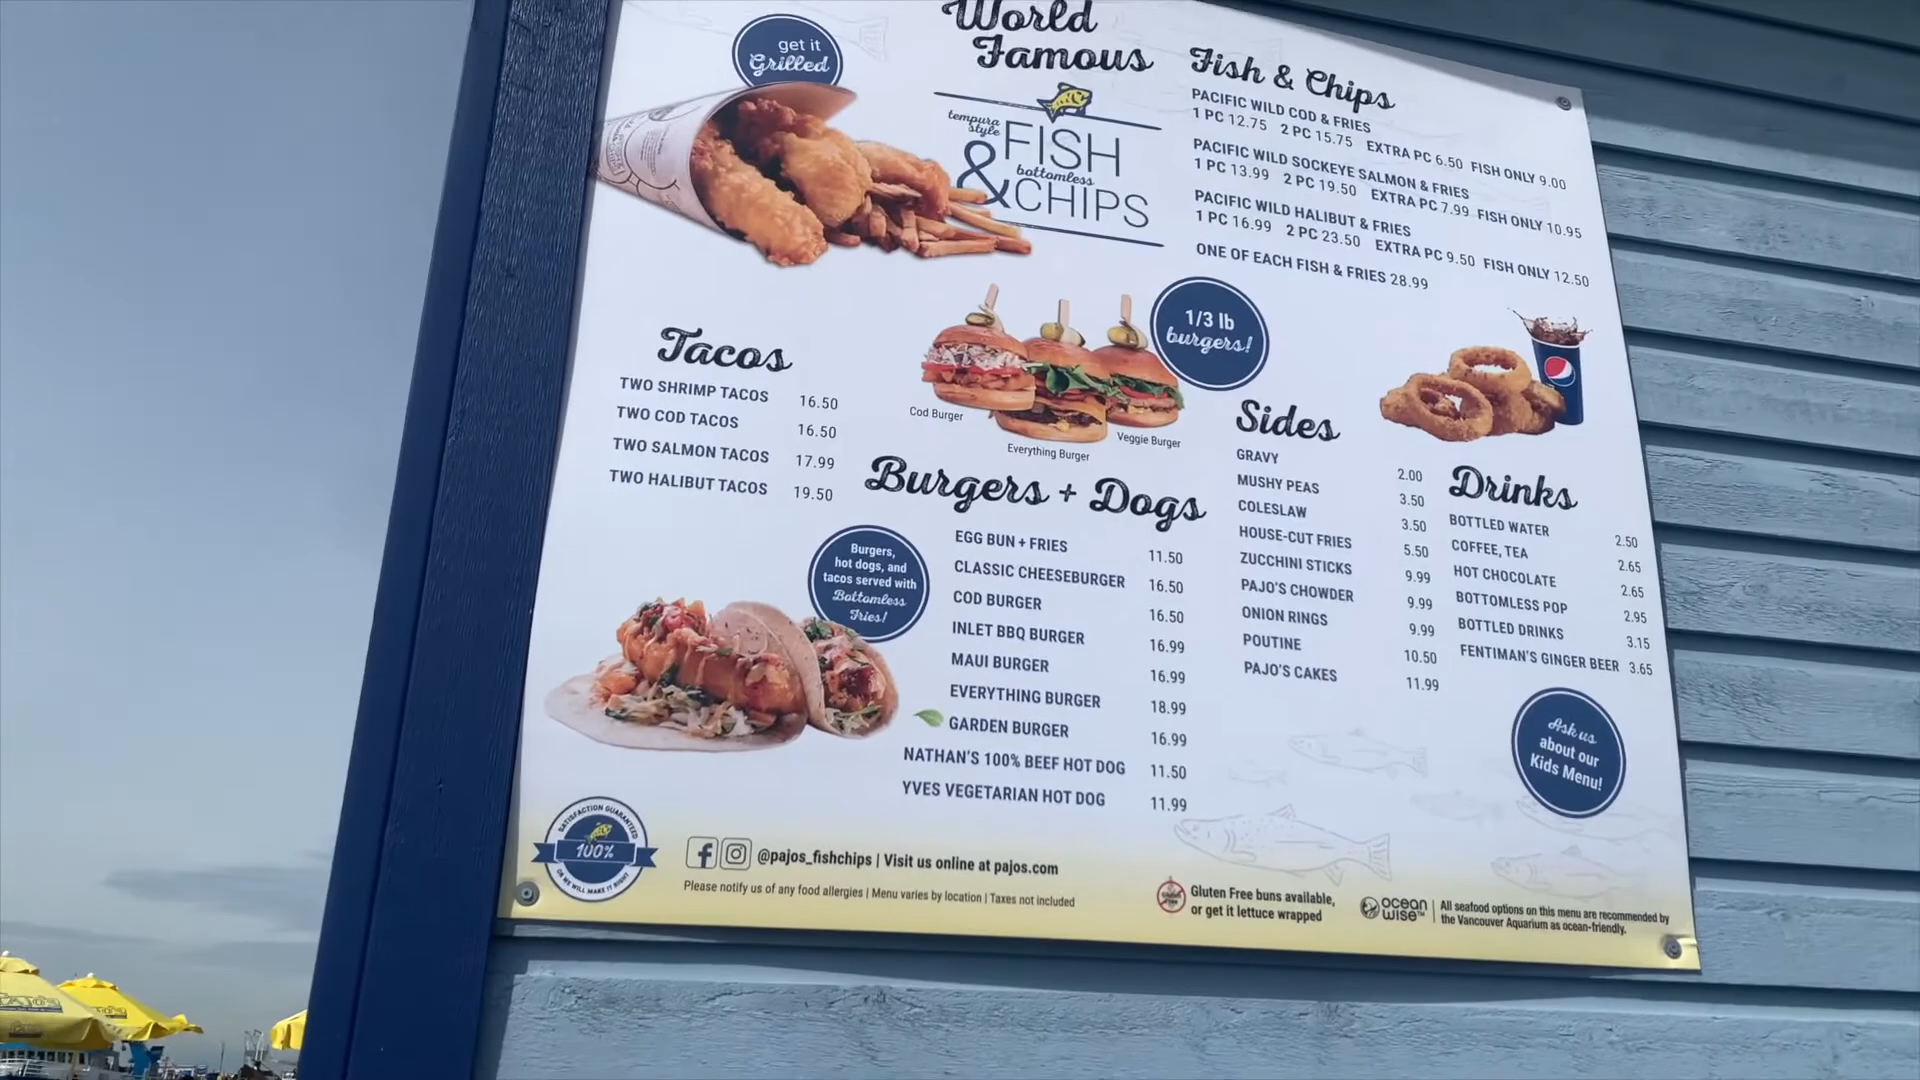 get it
Grilled
World
Famous
tempura
style
FISH
&
bottomless
CHIPS
Fish & Chips
PACIFIC WILD COD & FRIES
1 PC 12.75 2 PC 15.75 EXTRA PC 6.50 FISH ONLY 9.00
PACIFIC WILD SOCKEYE SALMON & FRIES
1 PC 13.99 2 PC 19.50 EXTRA PC 7.99 FISH ONLY 10.95
PACIFIC WILD HALIBUT & FRIES
1 PC 16.99 2 PC 23.50 EXTRA PC 9.50 FISH ONLY 12.50
ONE OF EACH FISH & FRIES 28.99
1/3 lb
burgers!
Cod Burger
Everything Burger
Veggie Burger
Tacos
TWO SHRIMP TACOS 16.50
TWO COD TACOS 16.50
TWO SALMON TACOS 17.99
TWO HALIBUT TACOS 19.50
Burgers,
hot dogs, and
tacos served with
Bottomless
Fries!
Burgers + Dogs
EGG BUN + FRIES 11.50
CLASSIC CHEESEBURGER 16.50
COD BURGER 16.50
INLET BBQ BURGER 16.99
MAUI BURGER 16.99
EVERYTHING BURGER 18.99
GARDEN BURGER 16.99
NATHAN'S 100% BEEF HOT DOG 11.50
YVES VEGETARIAN HOT DOG 11.99
Sides
GRAVY 2.00
MUSHY PEAS 3.50
COLESLAW 3.50
HOUSE-CUT FRIES 5.50
ZUCCHINI STICKS 9.99
PAJO'S CHOWDER 9.99
ONION RINGS 9.99
POUTINE 10.50
PAJO'S CAKES 11.99
Drinks
BOTTLED WATER 2.50
COFFEE, TEA 2.65
HOT CHOCOLATE 2.65
BOTTOMLESS POP 2.95
BOTTLED DRINKS 3.15
FENTIMAN'S GINGER BEER 3.65
Ask us
about our
Kids Menu!
SATISFACTION GUARANTEED
100%
OR WE WILL MAKE IT RIGHT
@pajos_fishchips | Visit us online at pajos.com
Please notify us of any food allergies | Menu varies by location | Taxes not included
Gluten Free buns available,
or get it lettuce wrapped
OCEAN
WISE™
All seafood options on this menu are recommended by
the Vancouver Aquarium as ocean-friendly.